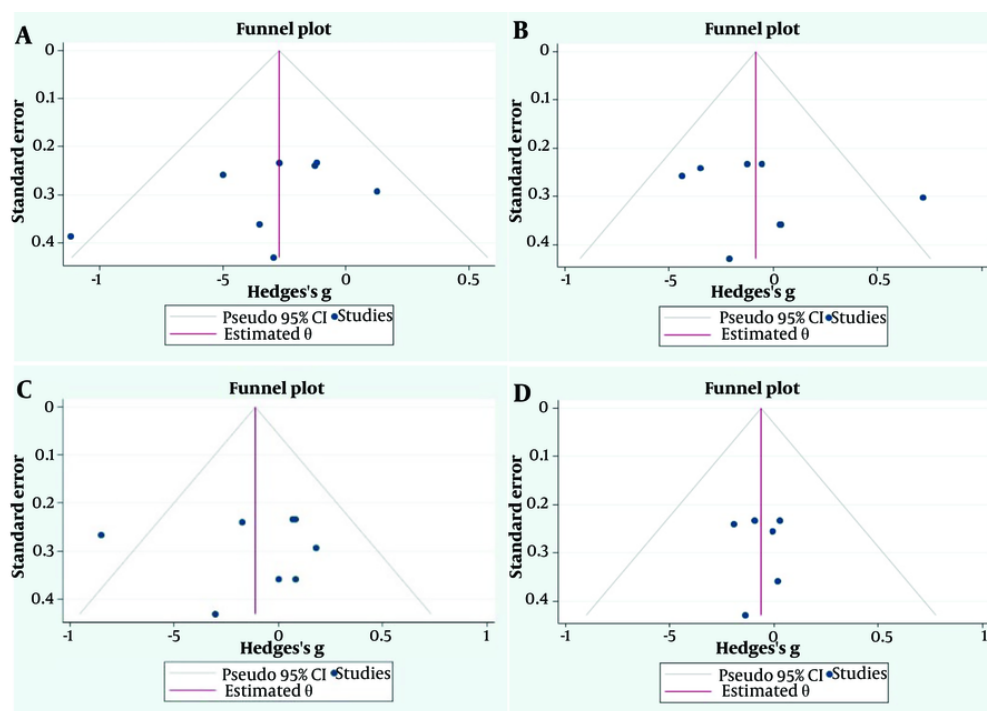 A
Funnel plot
Standard error
0
0.1
0.2
0.3
0.4
-1 -5 0 0.5
Hedges's g
Pseudo 95% CI Studies
Estimated θ
B
Funnel plot
Standard error
0
0.1
0.2
0.3
0.4
-1 -5 0 0.5 1
Hedges's g
Pseudo 95% CI Studies
Estimated θ
C
Funnel plot
Standard error
0
0.1
0.2
0.3
0.4
-1 -5 0 0.5 1
Hedges's g
Pseudo 95% CI Studies
Estimated θ
D
Funnel plot
Standard error
0
0.1
0.2
0.3
0.4
-1 -5 0 0.5 1
Hedges's g
Pseudo 95% CI Studies
Estimated θ